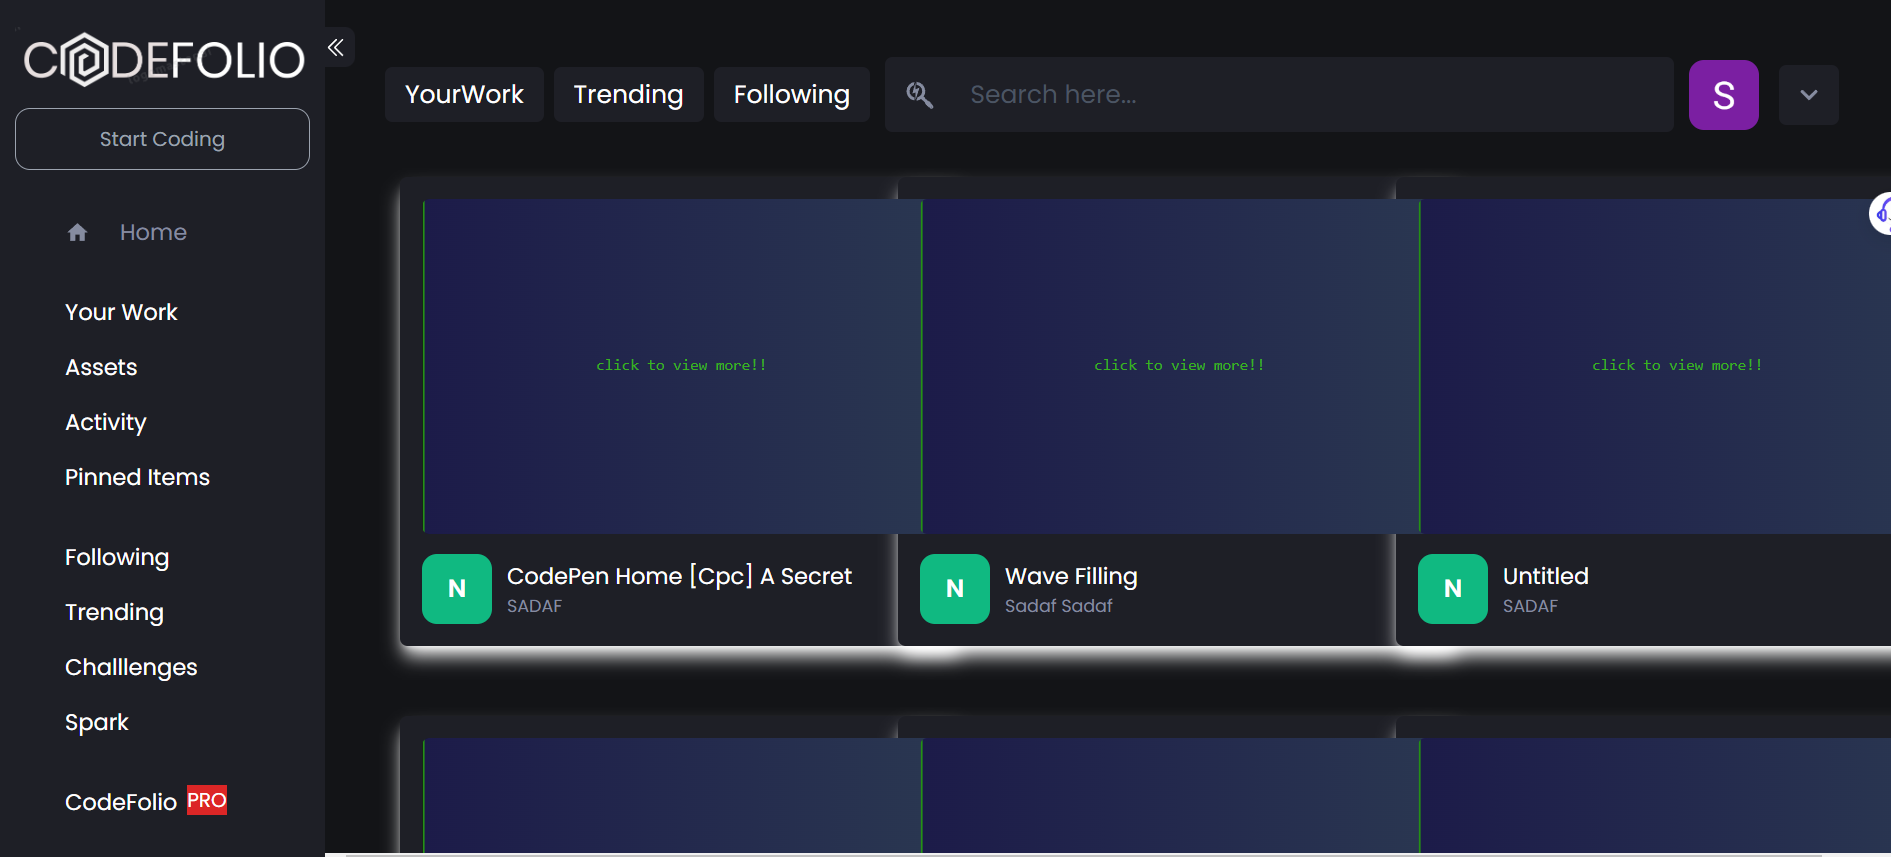 CODEFOLIO
Start Coding
Home
Your Work
Assets
Activity
Pinned Items
Following
Trending
Challlenges
Spark
CodeFolio PRO
YourWork Trending Following Search here... S
click to view more!! click to view more!! click to view more!!
N CodePen Home [Cpc] A Secret
SADAF
N Wave Filling
Sadaf Sadaf
N Untitled
SADAF